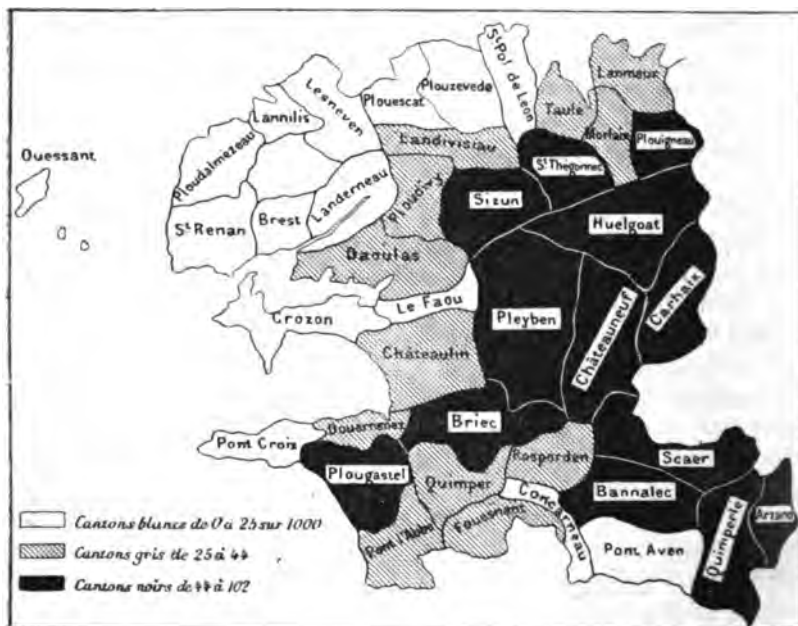 St Pol de Leon
Lanmeur
Lesneven
Plouescat
Plouzevede
Taule
Lannilis
Morlaix
Plouigneau
Ploudalmezeau
Landivisiau
St Thegonnec
Ouessant
Landerneau
Ploudiry
Sizun
St Renan
Brest
Huelgoat
Daoulas
Carhaix
Le Faou
Crozon
Pleyben
Châteauneuf
Châteaulin
Douarnenez
Briec
Pont Croix
Rosporden
Scaer
Plougastel
Quimper
Bannalec
Concarneau
Fouesnant
Pont l'Abbé
Pont Aven
Quimperle
Arzano
Cantons blancs de 0 à 25 sur 1000
Cantons gris de 25 à 44
Cantons noirs de 44 à 102